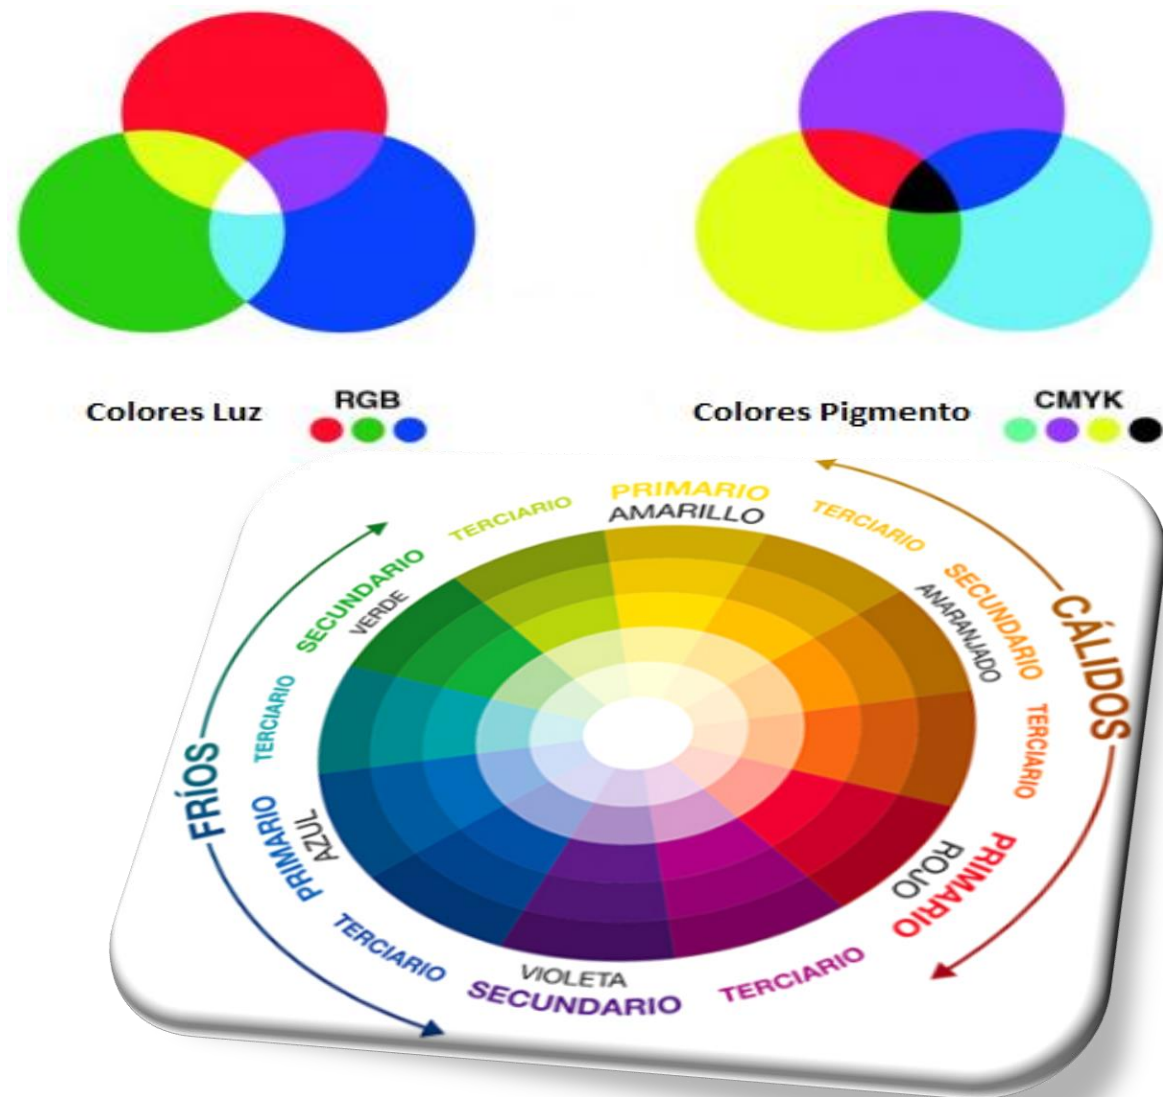 Colores Luz
RGB
Colores Pigmento
CMYK
PRIMARIO
AMARILLO
TERCIARIO
SECUNDARIO
ANARANJADO
CÁLIDOS
TERCIARIO
PRIMARIO
ROJO
TERCIARIO
VIOLETA
SECUNDARIO
TERCIARIO
PRIMARIO
AZUL
FRÍOS
TERCIARIO
SECUNDARIO
VERDE
TERCIARIO